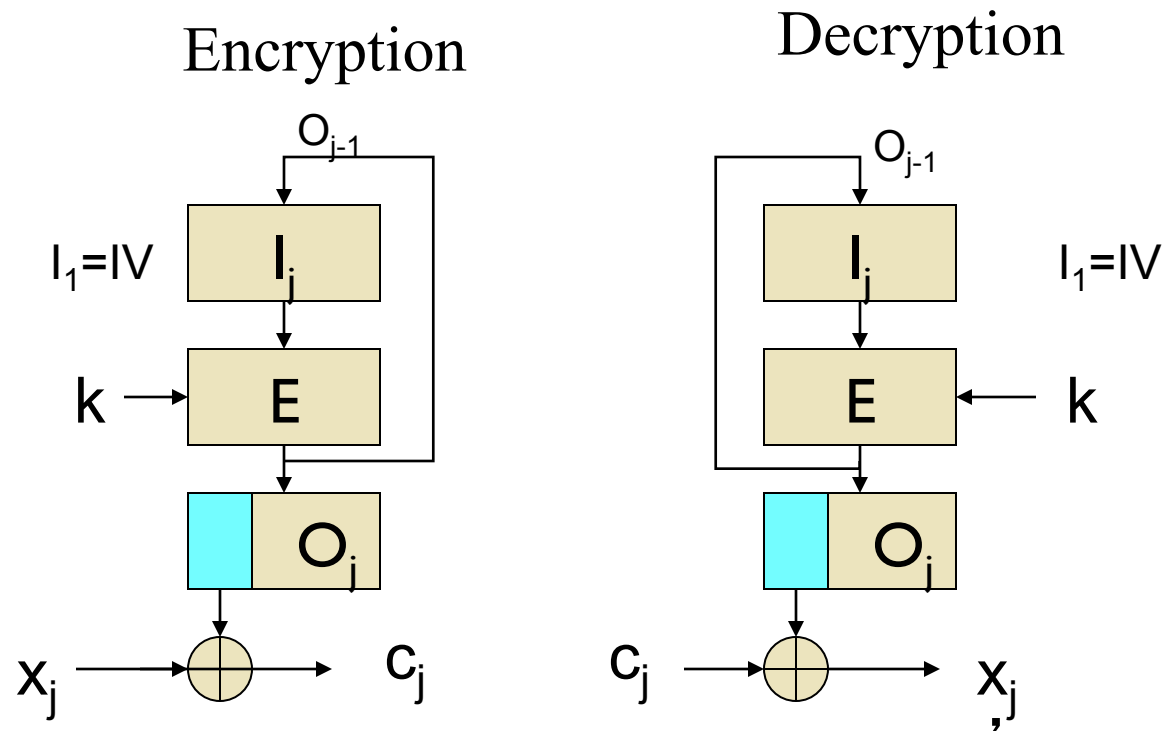 Encryption
Decryption
Oj-1
Oj-1
I1=IV
Ij
Ij
I1=IV
k
E
E
k
Oj
Oj
xj
cj
cj
xj
,